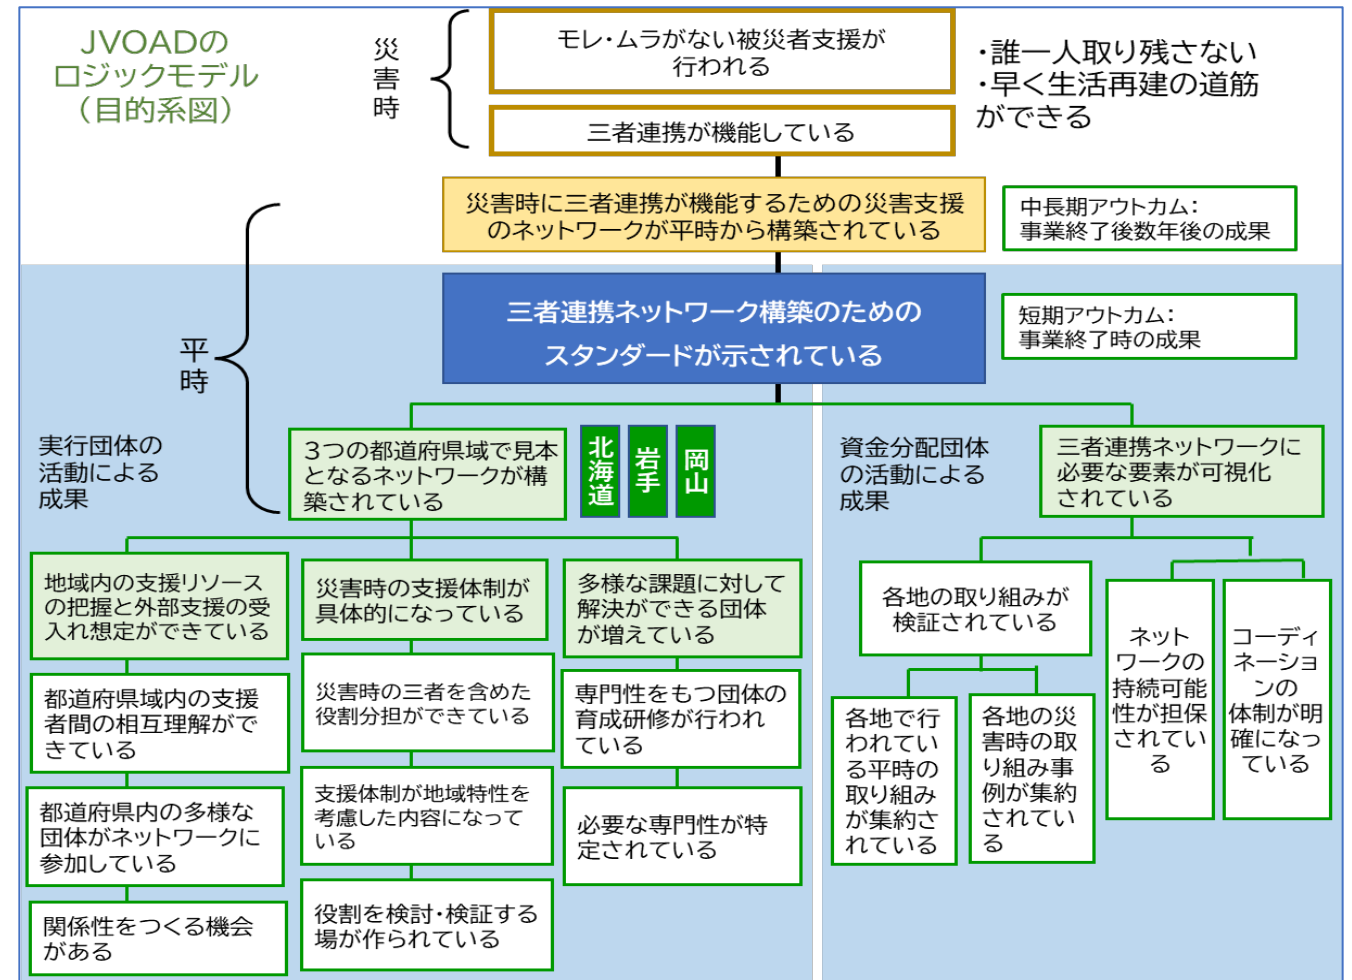 JVOADの
ロジックモデル
（目的系図）
災害時
モレ・ムラがない被災者支援が
行われる
三者連携が機能している
・誰一人取り残さない
・早く生活再建の道筋
ができる
災害時に三者連携が機能するための災害支援
のネットワークが平時から構築されている
中長期アウトカム：
事業終了後数年後の成果
平時
三者連携ネットワーク構築のための
スタンダードが示されている
短期アウトカム：
事業終了時の成果
実行団体の
活動による
成果
3つの都道府県域で見本
となるネットワークが構
築されている
北海道
岩手
岡山
資金分配団体
の活動による
成果
三者連携ネットワークに
必要な要素が可視化
されている
地域内の支援リソース
の把握と外部支援の受
入れ想定ができている
都道府県域内の支援
者間の相互理解がで
きている
都道府県内の多様な
団体がネットワークに
参加している
関係性をつくる機会
がある
災害時の支援体制が
具体的になっている
災害時の三者を含めた
役割分担ができている
支援体制が地域特性を
考慮した内容になって
いる
役割を検討・検証する
場が作られている
多様な課題に対して
解決ができる団体
が増えている
専門性をもつ団体の
育成研修が行われ
ている
必要な専門性が特
定されている
各地の取り組みが
検証されている
各地で行
われてい
る平時の
取り組み
が集約さ
れている
各地の災
害時の取
り組み事
例が集約
されてい
る
ネット
ワークの
持続可能
性が担保
されてい
る
コーディ
ネーショ
ンの
体制が明
確になっ
ている